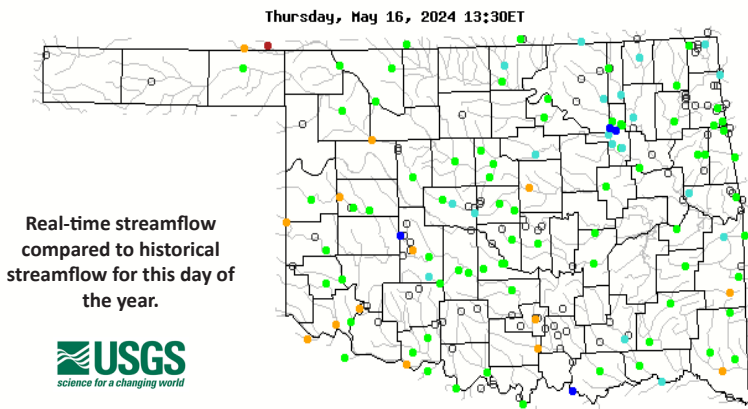 Thursday, May 16, 2024 13:30ET
Real-time streamflow
compared to historical
streamflow for this day of
the year.
USGS
science for a changing world